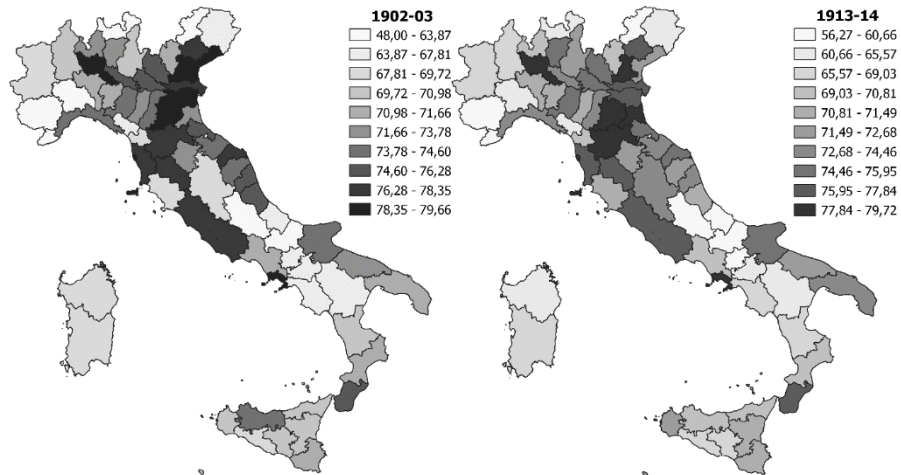 1902-03
48,00 - 63,87
63,87 - 67,81
67,81 - 69,72
69,72 - 70,98
70,98 - 71,66
71,66 - 73,78
73,78 - 74,60
74,60 - 76,28
76,28 - 78,35
78,35 - 79,66
1913-14
56,27 - 60,66
60,66 - 65,57
65,57 - 69,03
69,03 - 70,81
70,81 - 71,49
71,49 - 72,68
72,68 - 74,46
74,46 - 75,95
75,95 - 77,84
77,84 - 79,72